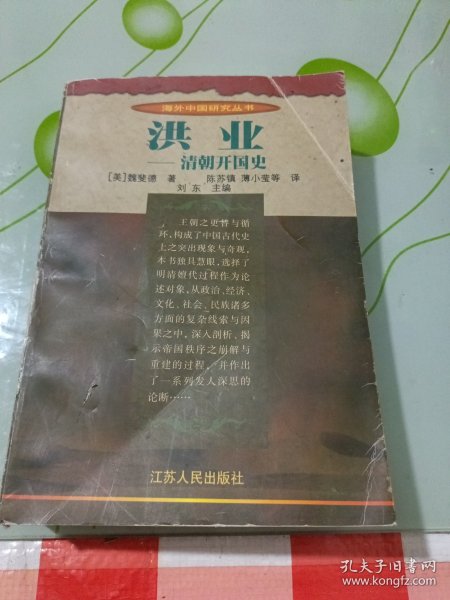 海外中国研究丛书
洪业
——清朝开国史
[美]魏斐德 著 陈苏镇 薄小莹等 译
刘东 主编
王朝之更替与循
环,构成了中国古代史
上之突出现象与奇观,
本书独具慧眼,选择了
明清嬗代过程作为论
述对象,从政治、经济、
文化、社会、民族诸多
方面的复杂线索与因
果之中,深入剖析、揭
示帝国秩序之崩解与
重建的过程,并作出
了一系列发人深思的
论断……
江苏人民出版社
孔夫子旧书网
www.kongfz.com